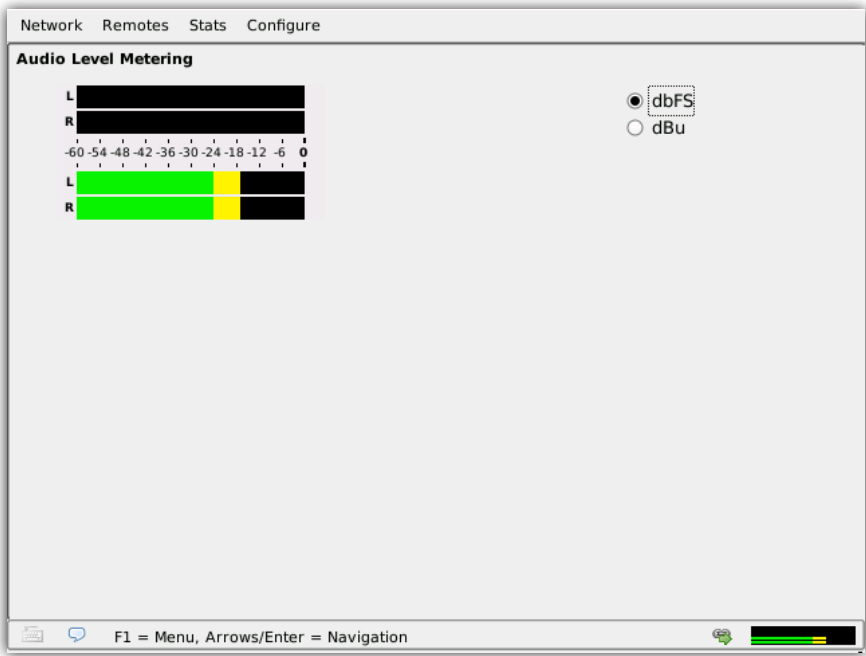 Network Remotes Stats Configure
Audio Level Metering
L
R
-60 -54 -48 -42 -36 -30 -24 -18 -12 -6 0
L
R
dbFS
dBu
F1 = Menu, Arrows/Enter = Navigation